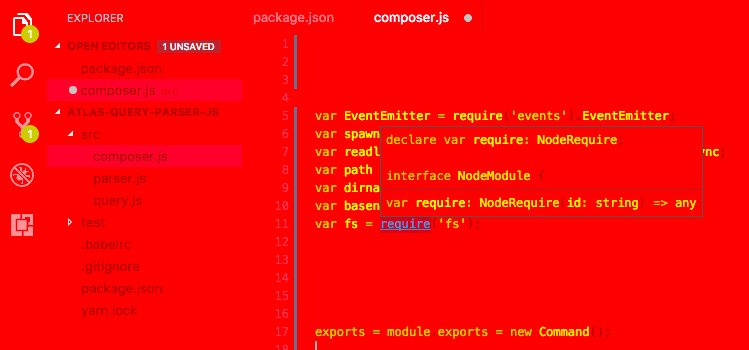 EXPLORER
OPEN EDITORS 1 UNSAVED
package.json
composer.js src
ATLAS-QUERY-PARSER-JS
src
composer.js
parser.js
query.js
test
.babelrc
.gitignore
package.json
yarn.lock
1
1
package.json composer.js
1
2
3
4
5 var EventEmitter = require('events').EventEmitter;
6 var spawn
7 var readl ync;
8 var path
9 var dirna
10 var basen
11 var fs = require('fs');
12
13
14
15
16
17 exports = module exports = new Command();
18
declare var require: NodeRequire;
interface NodeModule {
var require: NodeRequire(id: string) => any